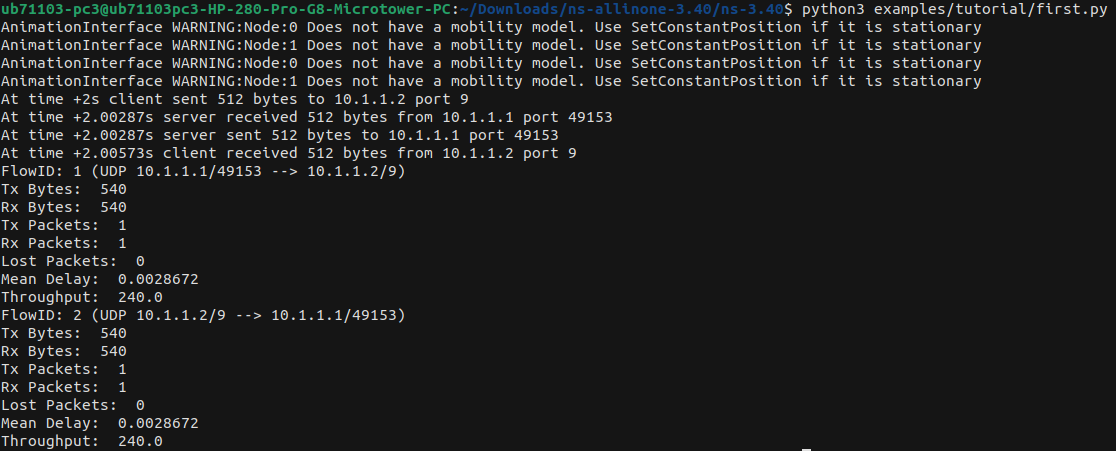 ub71103-pc3@ub71103pc3-HP-280-Pro-G8-Microtower-PC:~/Downloads/ns-allinone-3.40/ns-3.40$ python3 examples/tutorial/first.py
AnimationInterface WARNING:Node:0 Does not have a mobility model. Use SetConstantPosition if it is stationary
AnimationInterface WARNING:Node:1 Does not have a mobility model. Use SetConstantPosition if it is stationary
AnimationInterface WARNING:Node:0 Does not have a mobility model. Use SetConstantPosition if it is stationary
AnimationInterface WARNING:Node:1 Does not have a mobility model. Use SetConstantPosition if it is stationary
At time +2s client sent 512 bytes to 10.1.1.2 port 9
At time +2.00287s server received 512 bytes from 10.1.1.1 port 49153
At time +2.00287s server sent 512 bytes to 10.1.1.1 port 49153
At time +2.00573s client received 512 bytes from 10.1.1.2 port 9
FlowID: 1 (UDP 10.1.1.1/49153 --> 10.1.1.2/9)
Tx Bytes:  540
Rx Bytes:  540
Tx Packets:  1
Rx Packets:  1
Lost Packets:  0
Mean Delay:  0.0028672
Throughput:  240.0
FlowID: 2 (UDP 10.1.1.2/9 --> 10.1.1.1/49153)
Tx Bytes:  540
Rx Bytes:  540
Tx Packets:  1
Rx Packets:  1
Lost Packets:  0
Mean Delay:  0.0028672
Throughput:  240.0